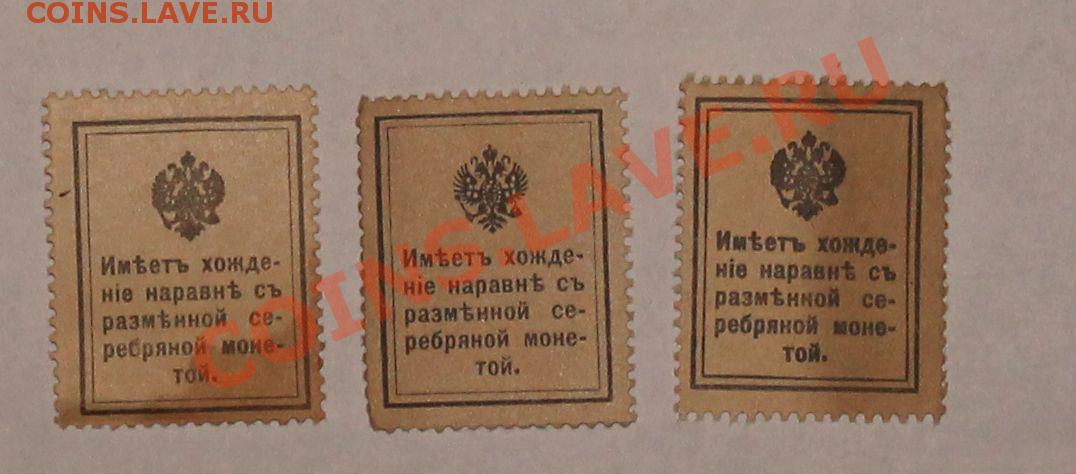 COINS.LAVE.RU
Имѣетъ хожде-
ніе наравнѣ съ
размѣнной се-
ребряной моне-
той.
Имѣетъ хожде-
ніе наравнѣ съ
размѣнной се-
ребряной моне-
той.
Имѣетъ хожде-
ніе наравнѣ съ
размѣнной се-
ребряной моне-
той.
COINS.LAVE.RU